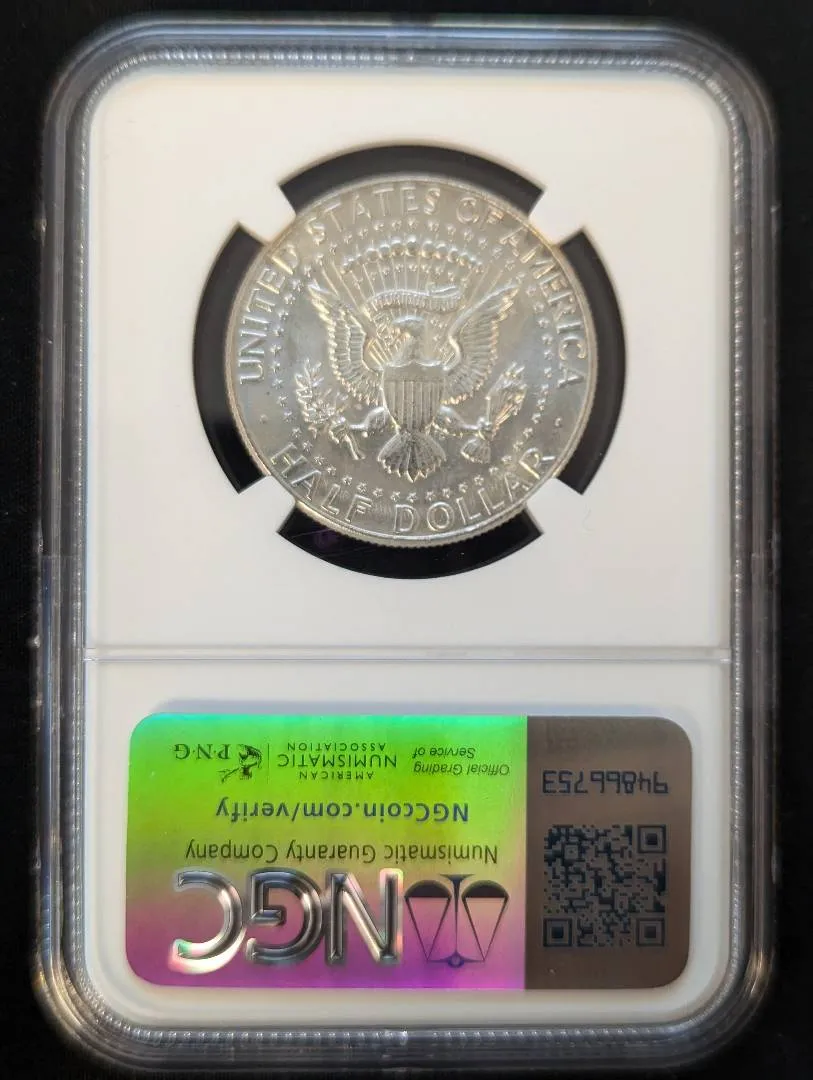 UNITED STATES OF AMERICA
HALF DOLLAR
NGC
Numismatic Guaranty Company
NGCcoin.com/verify
Official Grading
Service of
AMERICAN
NUMISMATIC
ASSOCIATION
P·N·G
94866753